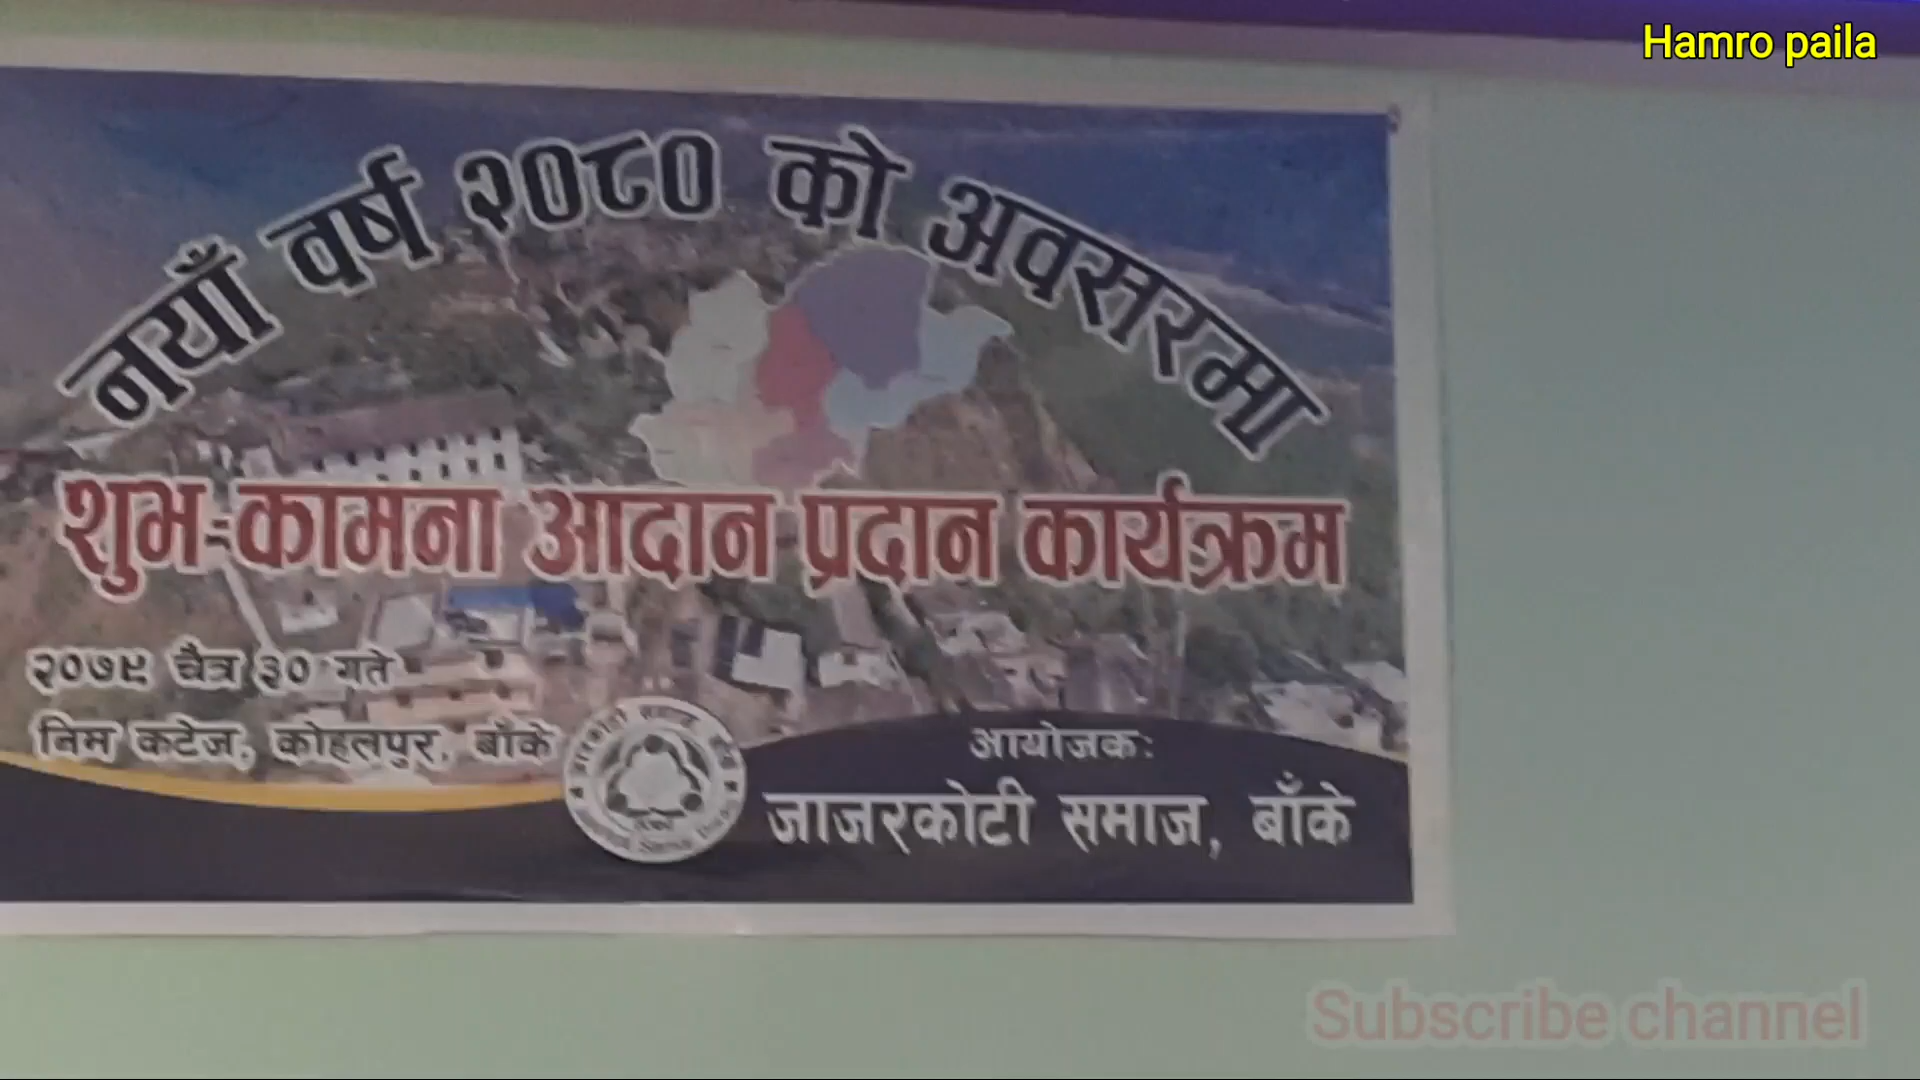 Hamro paila
नयाँ वर्ष २०८० को अवसरमा
शुभ-कामना आदान प्रदान कार्यक्रम
२०७९ चैत्र ३० गते
निम कटेज, कोहलपुर, बाँके
आयोजक:
जाजरकोटी समाज, बाँके
Subscribe channel